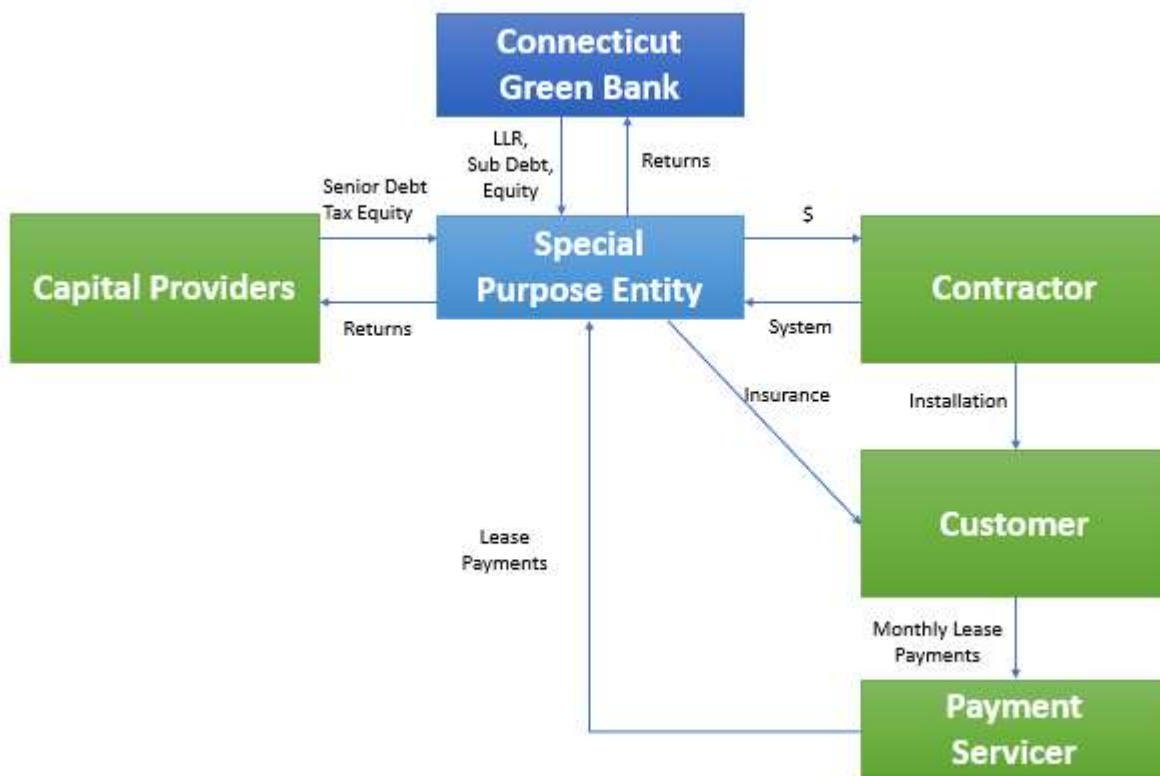 Connecticut
Green Bank
LLR,
Sub Debt,
Equity
Returns
Senior Debt
Tax Equity
$
Capital Providers
Special
Purpose Entity
Contractor
Returns
System
Insurance
Installation
Customer
Lease
Payments
Monthly Lease
Payments
Payment
Servicer